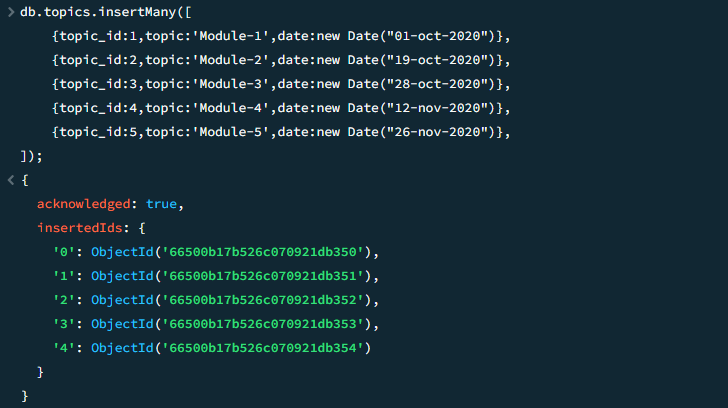 > db.topics.insertMany([
{topic_id:1,topic:'Module-1',date:new Date("01-oct-2020")},
{topic_id:2,topic:'Module-2',date:new Date("19-oct-2020")},
{topic_id:3,topic:'Module-3',date:new Date("28-oct-2020")},
{topic_id:4,topic:'Module-4',date:new Date("12-nov-2020")},
{topic_id:5,topic:'Module-5',date:new Date("26-nov-2020")},
]);
< {
acknowledged: true,
insertedIds: {
'0': ObjectId('66500b17b526c070921db350'),
'1': ObjectId('66500b17b526c070921db351'),
'2': ObjectId('66500b17b526c070921db352'),
'3': ObjectId('66500b17b526c070921db353'),
'4': ObjectId('66500b17b526c070921db354')
}
}